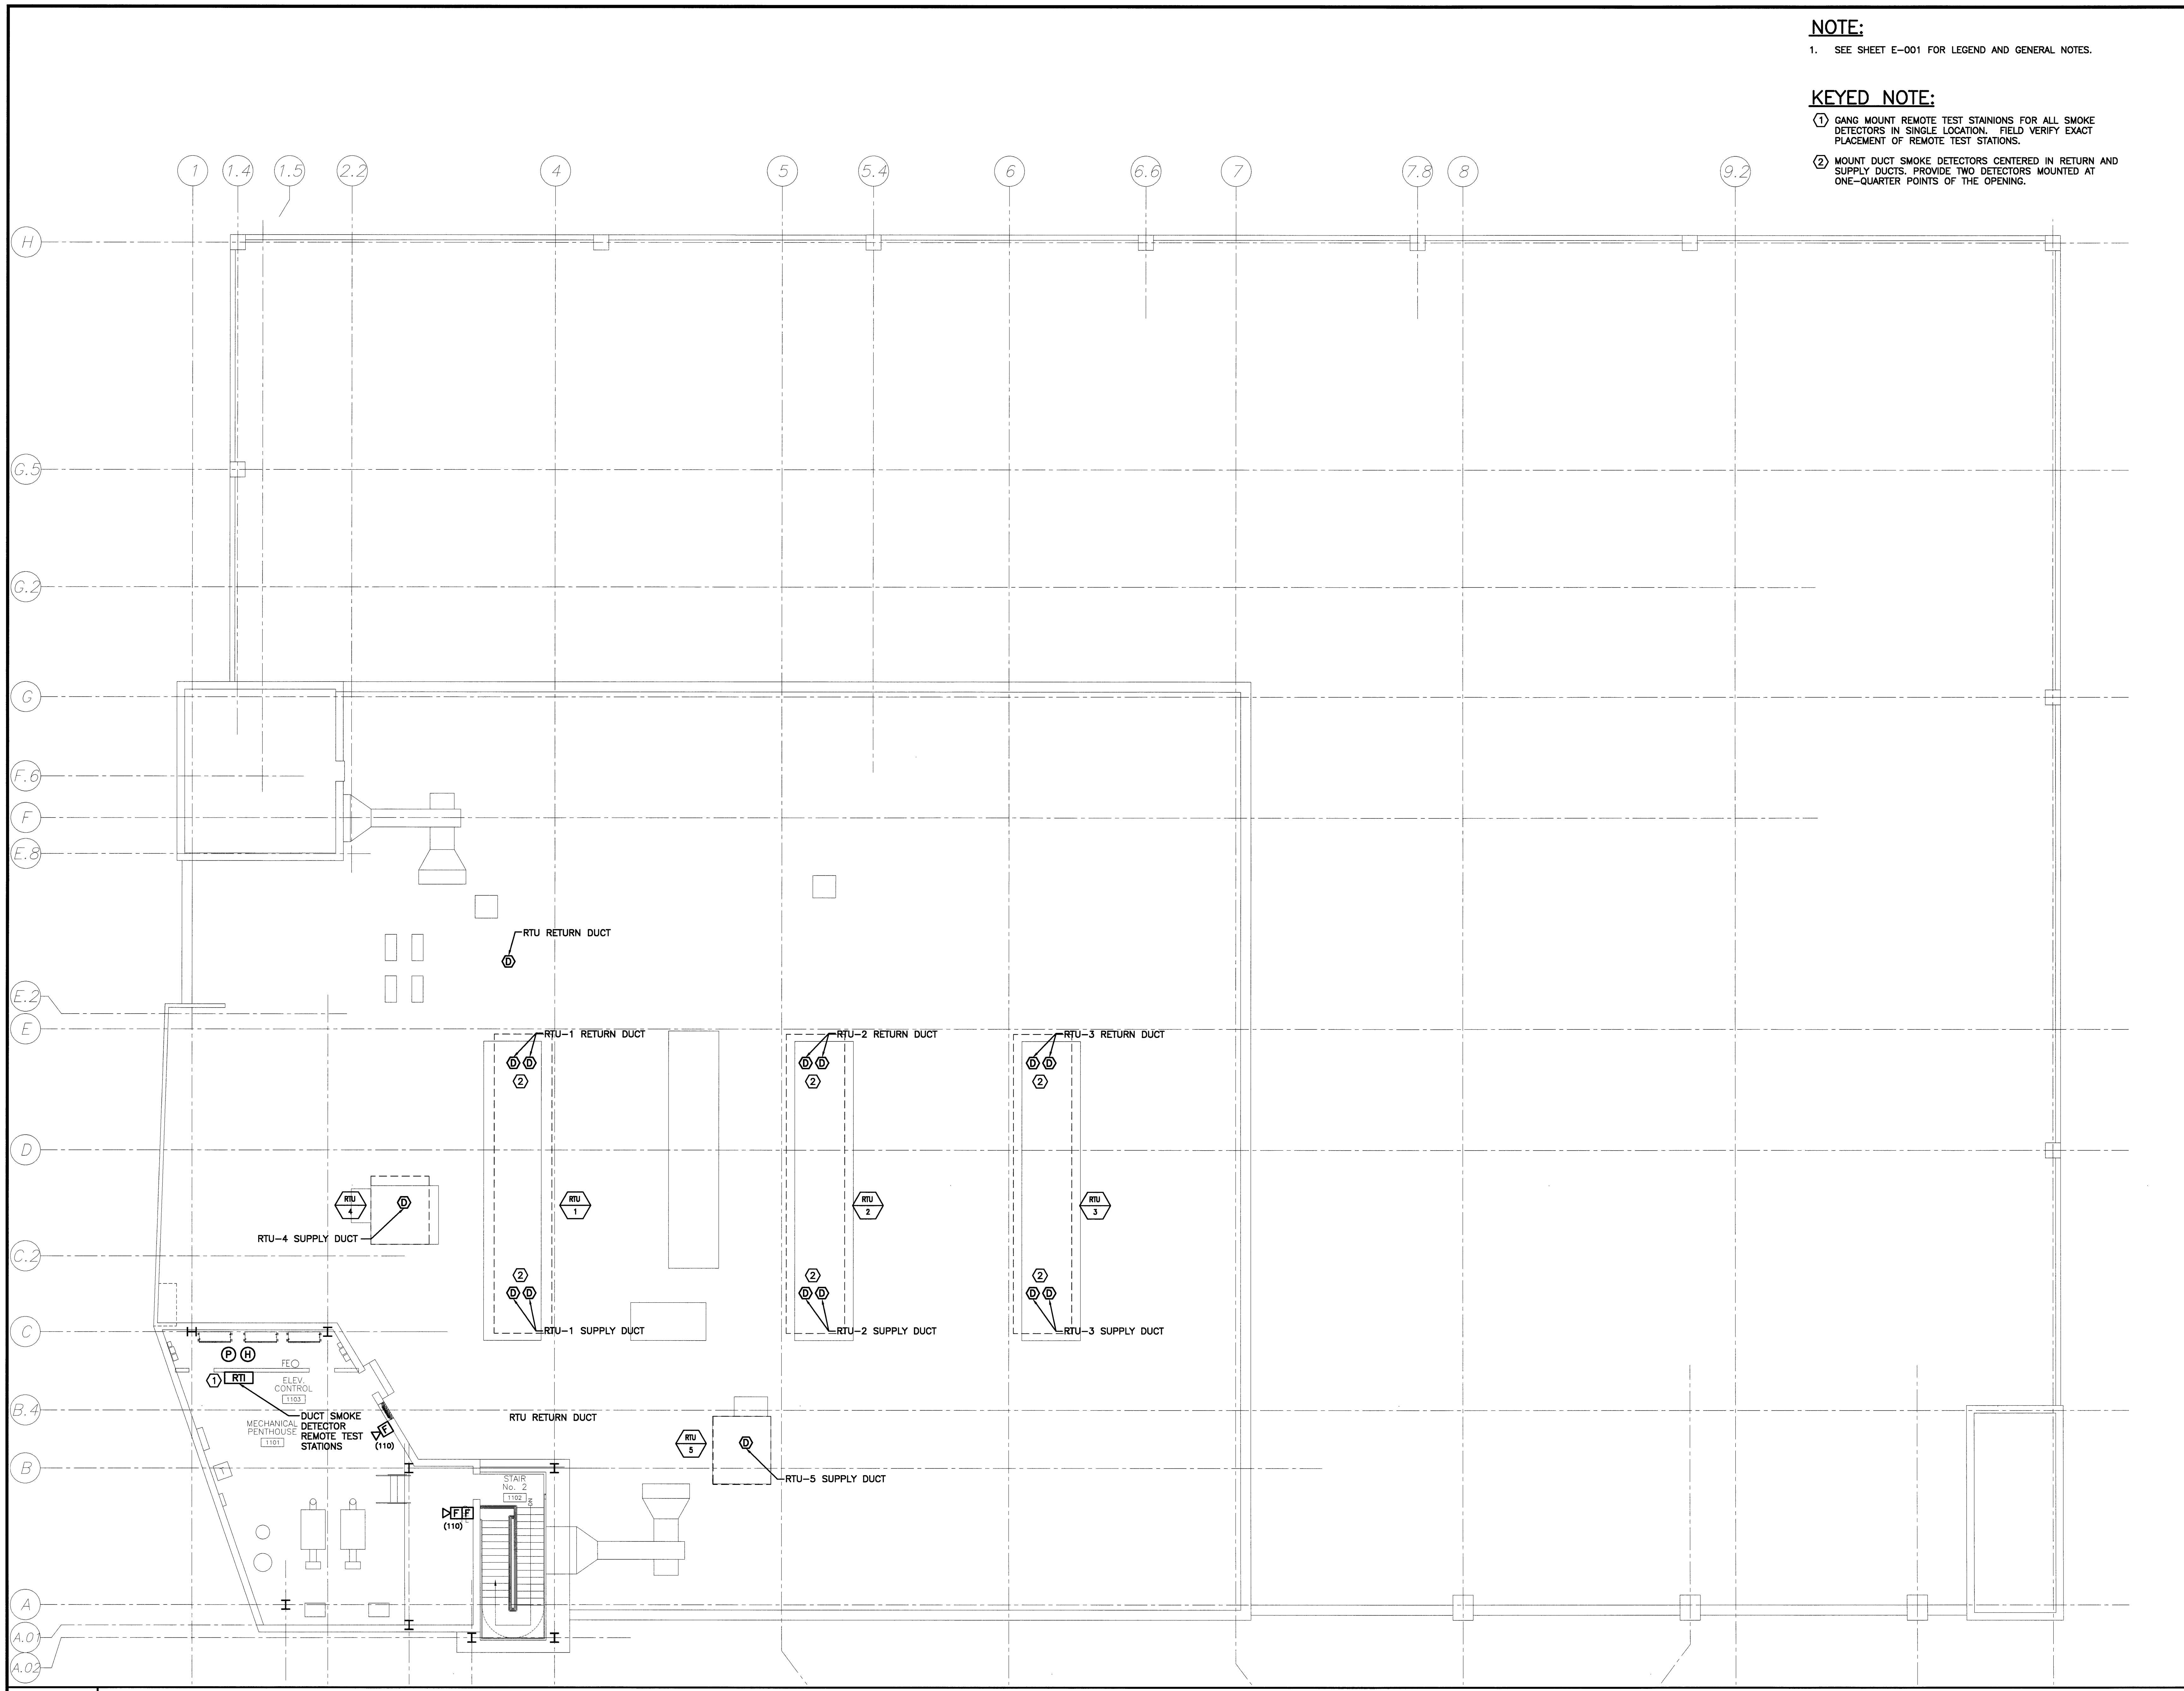 NOTE:
1. SEE SHEET E-001 FOR LEGEND AND GENERAL NOTES.
KEYED NOTE:
1 GANG MOUNT REMOTE TEST STAINIONS FOR ALL SMOKE
DETECTORS IN SINGLE LOCATION. FIELD VERIFY EXACT
PLACEMENT OF REMOTE TEST STATIONS.
2 MOUNT DUCT SMOKE DETECTORS CENTERED IN RETURN AND
SUPPLY DUCTS. PROVIDE TWO DETECTORS MOUNTED AT
ONE-QUARTER POINTS OF THE OPENING.
1 1.4 1.5 2.2 4 5 5.4 6 6.6 7 7.8 8 9.2
H
G.5
G.2
G
F.6
F
E.8
RTU RETURN DUCT
D
E.2
E
RTU-1 RETURN DUCT RTU-2 RETURN DUCT RTU-3 RETURN DUCT
D D D D D D
2 2 2
D
RTU 4 D RTU 1 RTU 2 RTU 3
RTU-4 SUPPLY DUCT
C.2
2 2 2
D D D D D D
RTU-1 SUPPLY DUCT RTU-2 SUPPLY DUCT RTU-3 SUPPLY DUCT
C
P H
FE
1 RTI
ELEV.
CONTROL
1103
B.4
DUCT SMOKE
DETECTOR
REMOTE TEST
STATIONS
MECHANICAL
PENTHOUSE
1101
F
(110)
RTU RETURN DUCT
RTU 5 D
RTU-5 SUPPLY DUCT
B
T
STAIR
No. 2
1102
F F
(110)
A
A.01
A.02